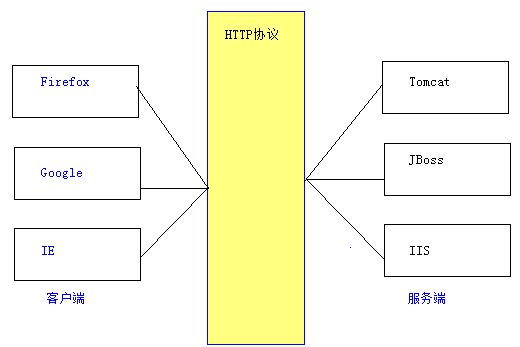 HTTP协议
Firefox
Google
IE
客户端
Tomcat
JBoss
IIS
服务端